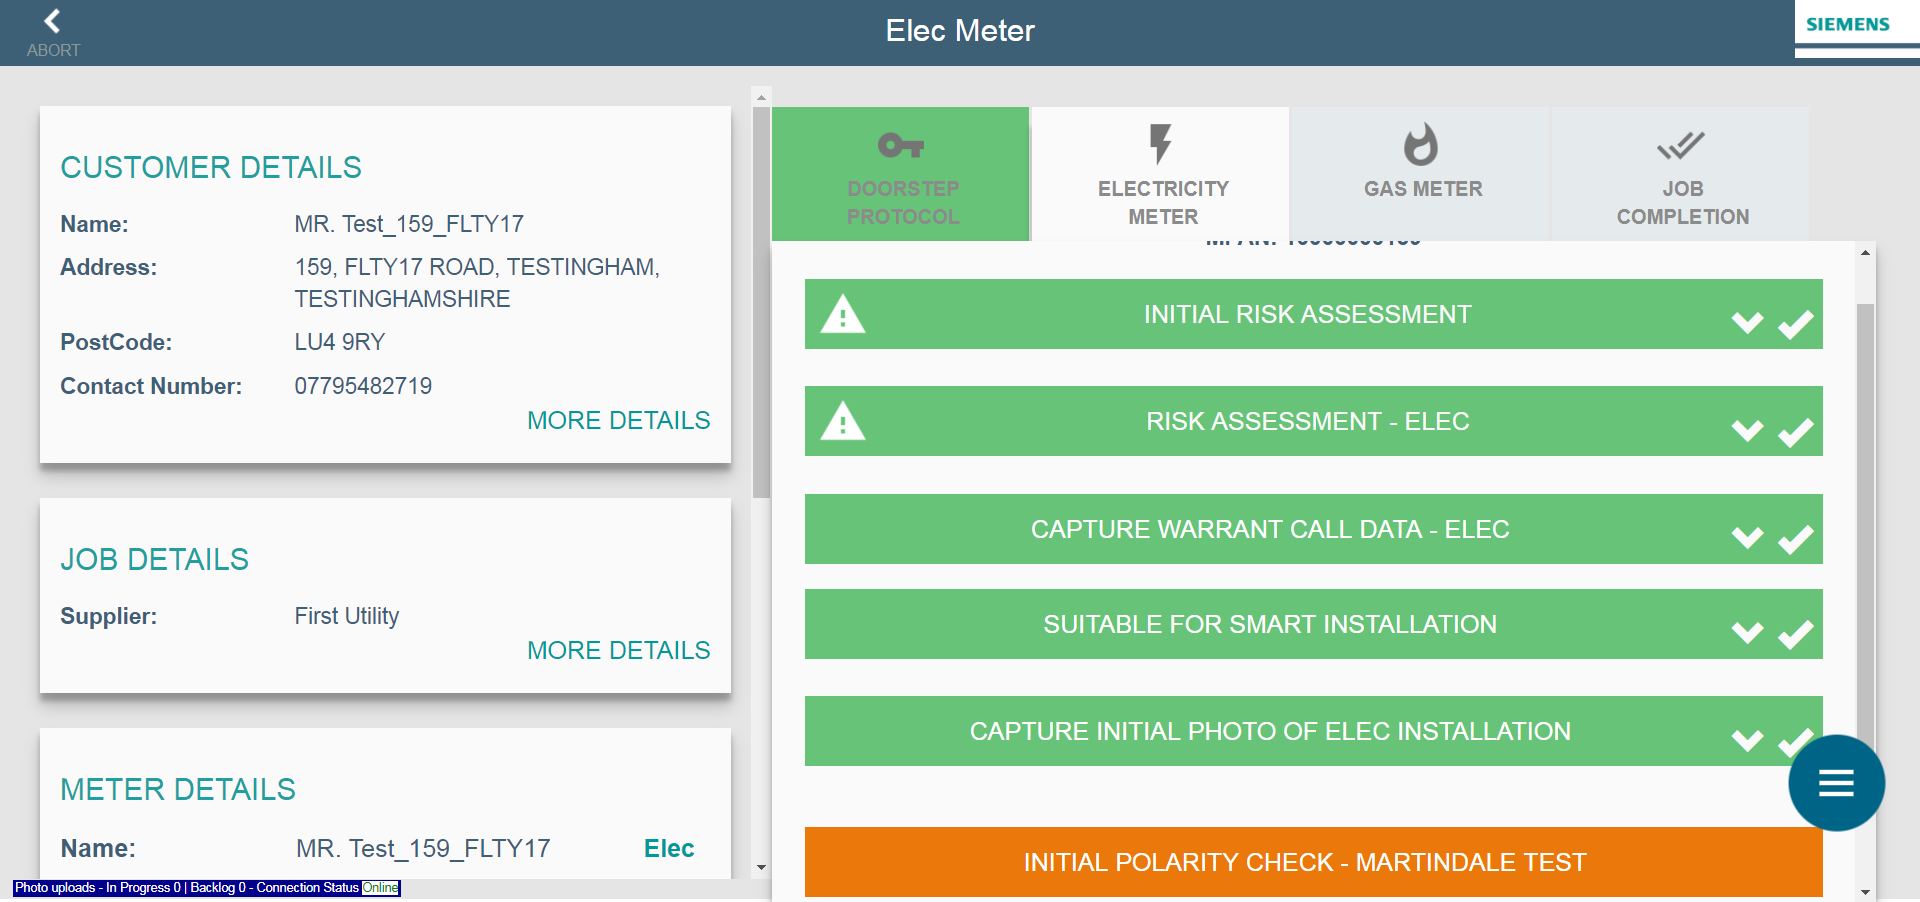 ABORT
Elec Meter
SIEMENS
CUSTOMER DETAILS
Name: MR. Test_159_FLTY17
Address: 159, FLTY17 ROAD, TESTINGHAM,
TESTINGHAMSHIRE
PostCode: LU4 9RY
Contact Number: 07795482719
MORE DETAILS
JOB DETAILS
Supplier: First Utility
MORE DETAILS
METER DETAILS
Name: MR. Test_159_FLTY17 Elec
Photo uploads - In Progress 0 | Backlog 0 - Connection Status Online
DOORSTEP
PROTOCOL
ELECTRICITY
METER
GAS METER
JOB
COMPLETION
INITIAL RISK ASSESSMENT
RISK ASSESSMENT - ELEC
CAPTURE WARRANT CALL DATA - ELEC
SUITABLE FOR SMART INSTALLATION
CAPTURE INITIAL PHOTO OF ELEC INSTALLATION
INITIAL POLARITY CHECK - MARTINDALE TEST